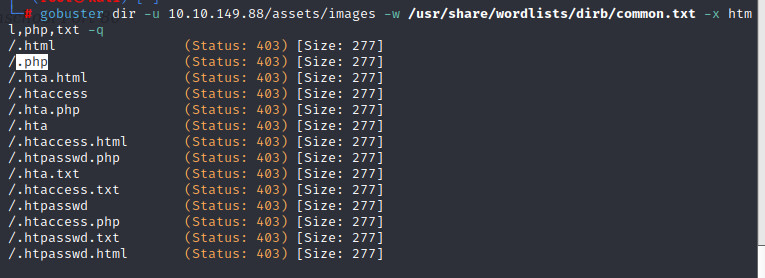 # gobuster dir -u 10.10.149.88/assets/images -w /usr/share/wordlists/dirb/common.txt -x htm
l,php,txt -q
/.html (Status: 403) [Size: 277]
/.php (Status: 403) [Size: 277]
/.hta.html (Status: 403) [Size: 277]
/.htaccess (Status: 403) [Size: 277]
/.hta.php (Status: 403) [Size: 277]
/.hta (Status: 403) [Size: 277]
/.htaccess.html (Status: 403) [Size: 277]
/.htpasswd.php (Status: 403) [Size: 277]
/.hta.txt (Status: 403) [Size: 277]
/.htaccess.txt (Status: 403) [Size: 277]
/.htpasswd (Status: 403) [Size: 277]
/.htaccess.php (Status: 403) [Size: 277]
/.htpasswd.txt (Status: 403) [Size: 277]
/.htpasswd.html (Status: 403) [Size: 277]